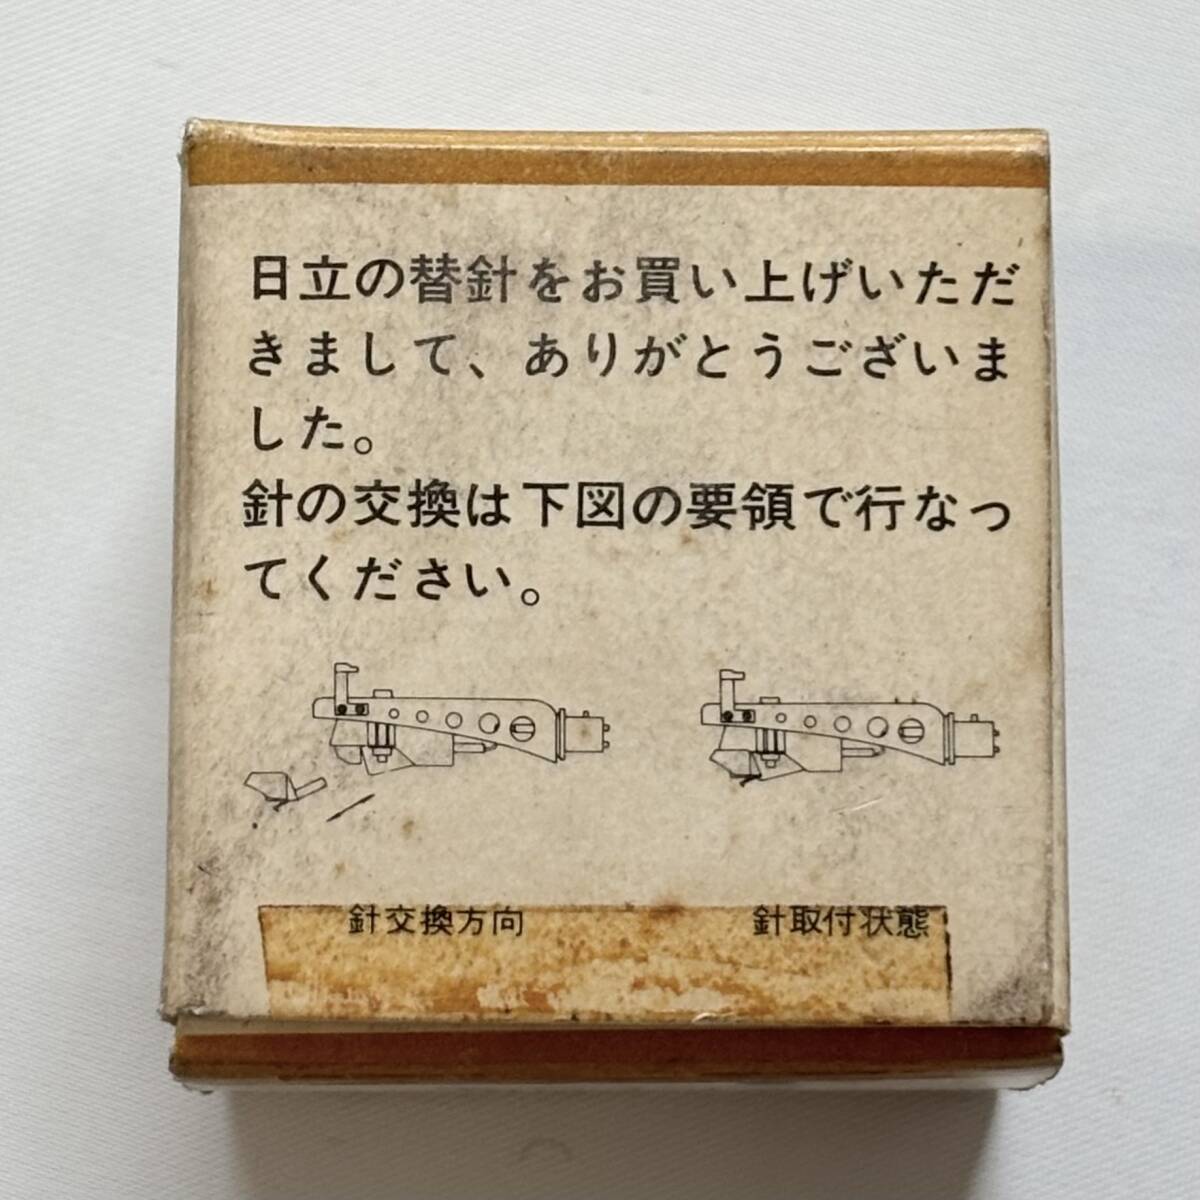 日立の替針をお買い上げいただ
きまして、ありがとうございま
した。
針の交換は下図の要領で行なっ
てください。
針交換方向
針取付状態